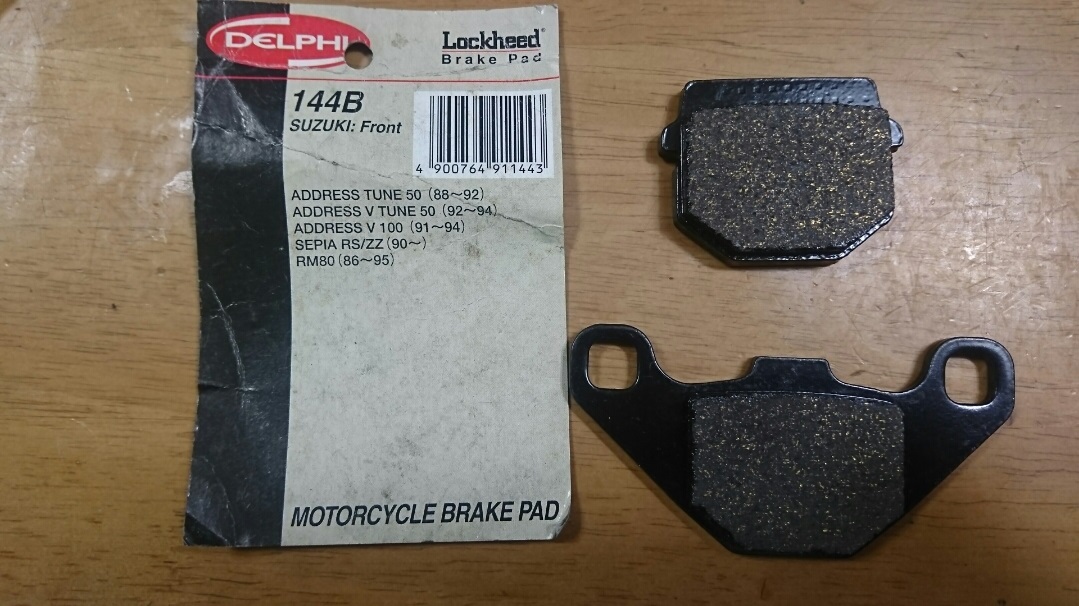 DELPHI
Lockheed
Brake Pad
144B
SUZUKI: Front
4 900764 911443
ADDRESS TUNE 50 (88〜92)
ADDRESS V TUNE 50 (92〜94)
ADDRESS V 100 (91〜94)
SEPIA RS/ZZ (90〜)
RM80 (86〜95)
MOTORCYCLE BRAKE PAD